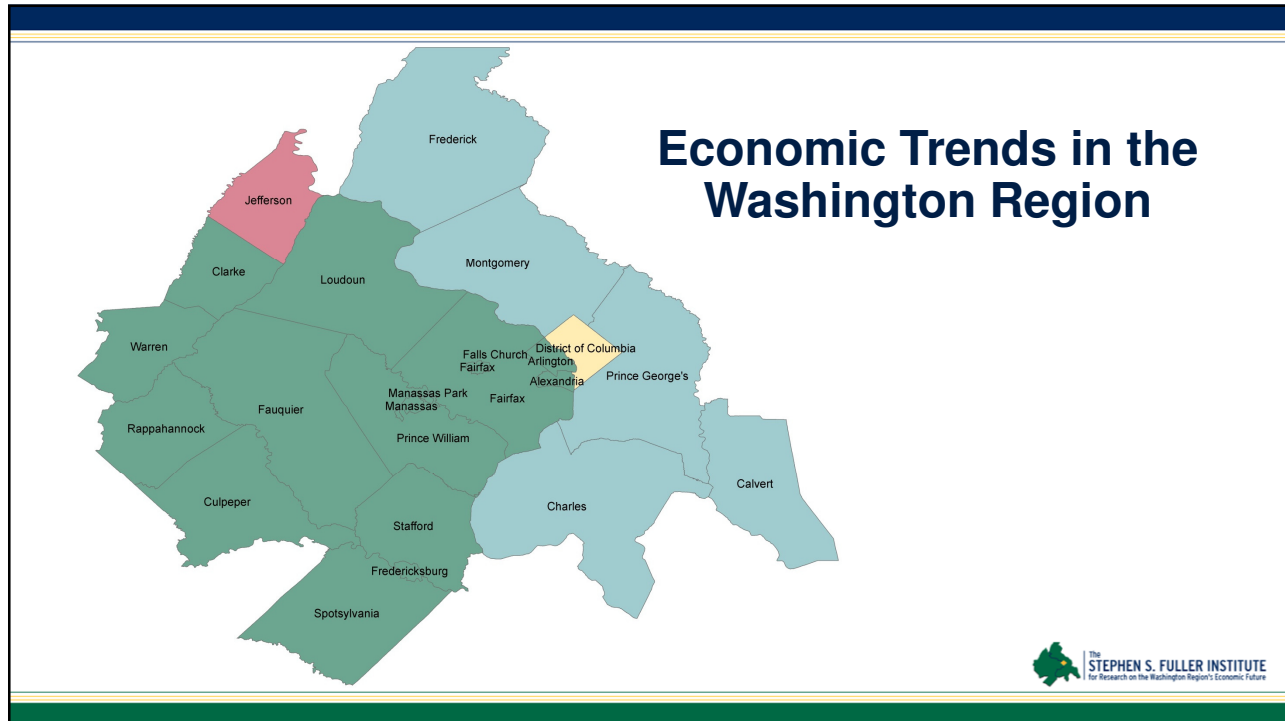 Economic Trends in the
Washington Region
Frederick
Jefferson
Montgomery
Clarke
Loudoun
Warren
Falls Church
District of Columbia
Fairfax
Arlington
Prince George's
Alexandria
Manassas Park
Manassas
Fairfax
Fauquier
Rappahannock
Prince William
Calvert
Culpeper
Charles
Stafford
Fredericksburg
Spotsylvania
The
STEPHEN S. FULLER INSTITUTE
for Research on the Washington Region's Economic Future